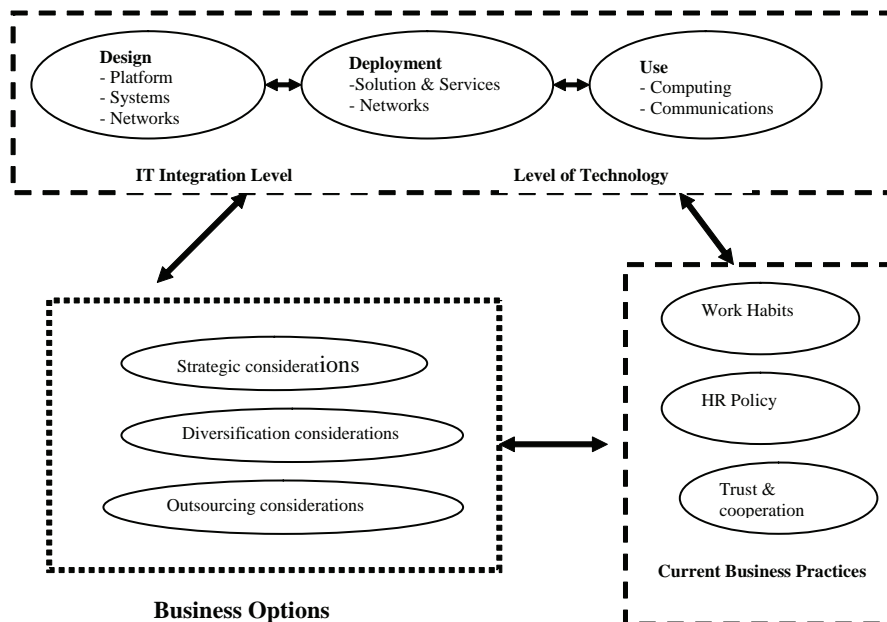 Design
- Platform
- Systems
- Networks
Deployment
-Solution & Services
- Networks
Use
- Computing
- Communications
IT Integration Level
Level of Technology
Strategic considerations
Diversification considerations
Outsourcing considerations
Business Options
Work Habits
HR Policy
Trust &
cooperation
Current Business Practices